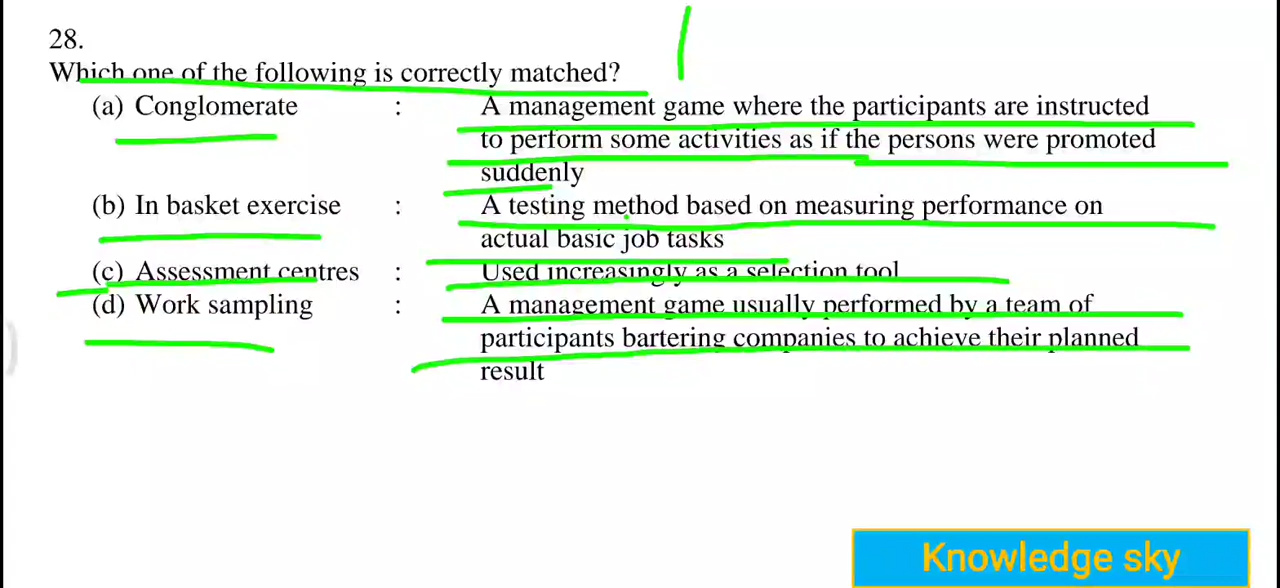 28.
Which one of the following is correctly matched?
(a) Conglomerate : A management game where the participants are instructed
to perform some activities as if the persons were promoted
suddenly
(b) In basket exercise : A testing method based on measuring performance on
actual basic job tasks
(c) Assessment centres : Used increasingly as a selection tool
(d) Work sampling : A management game usually performed by a team of
participants bartering companies to achieve their planned
result
Knowledge sky